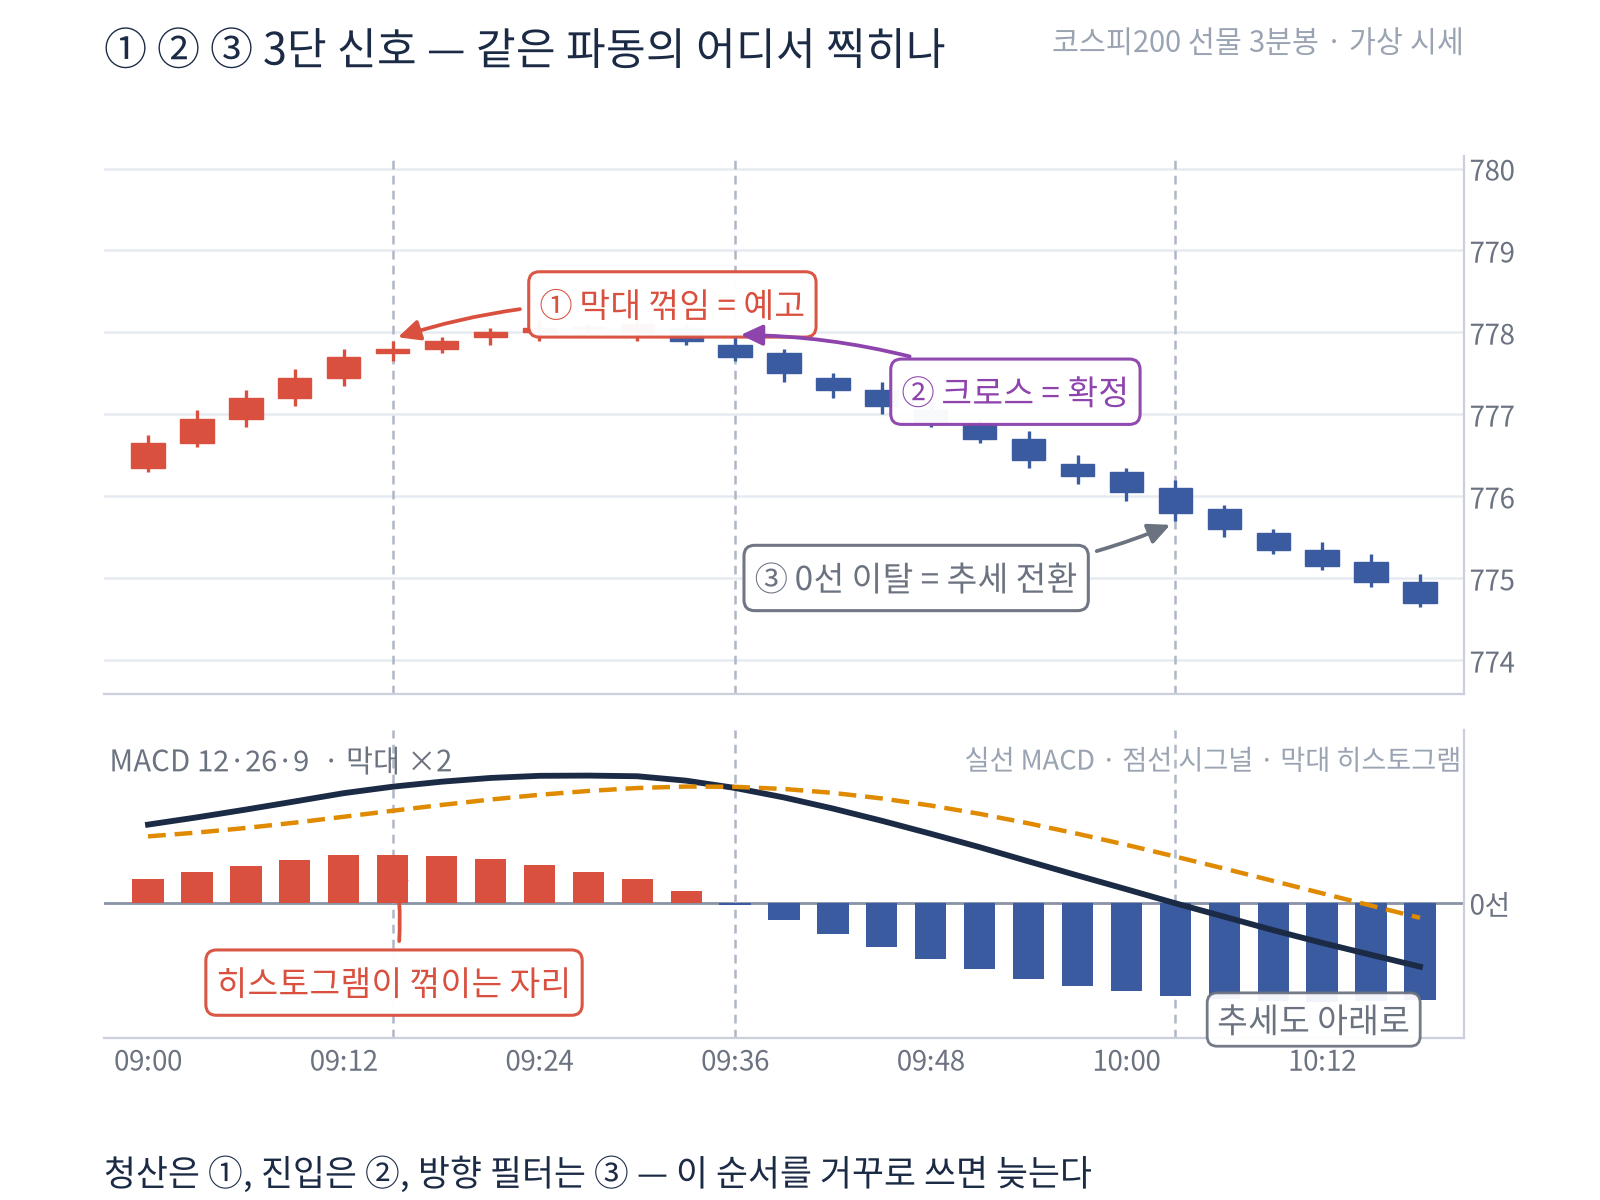 ① ② ③ 3단 신호 — 같은 파동의 어디서 찍히나
코스피200 선물 3분봉 · 가상 시세
780
779
① 막대 꺾임 = 예고
778
② 크로스 = 확정
777
776
③ 0선 이탈 = 추세 전환
775
774
MACD 12·26·9 · 막대 ×2
실선 MACD · 점선 시그널 · 막대 히스토그램
0선
히스토그램이 꺾이는 자리
추세도 아래로
09:00 09:12 09:24 09:36 09:48 10:00 10:12
청산은 ①, 진입은 ②, 방향 필터는 ③ — 이 순서를 거꾸로 쓰면 늦는다